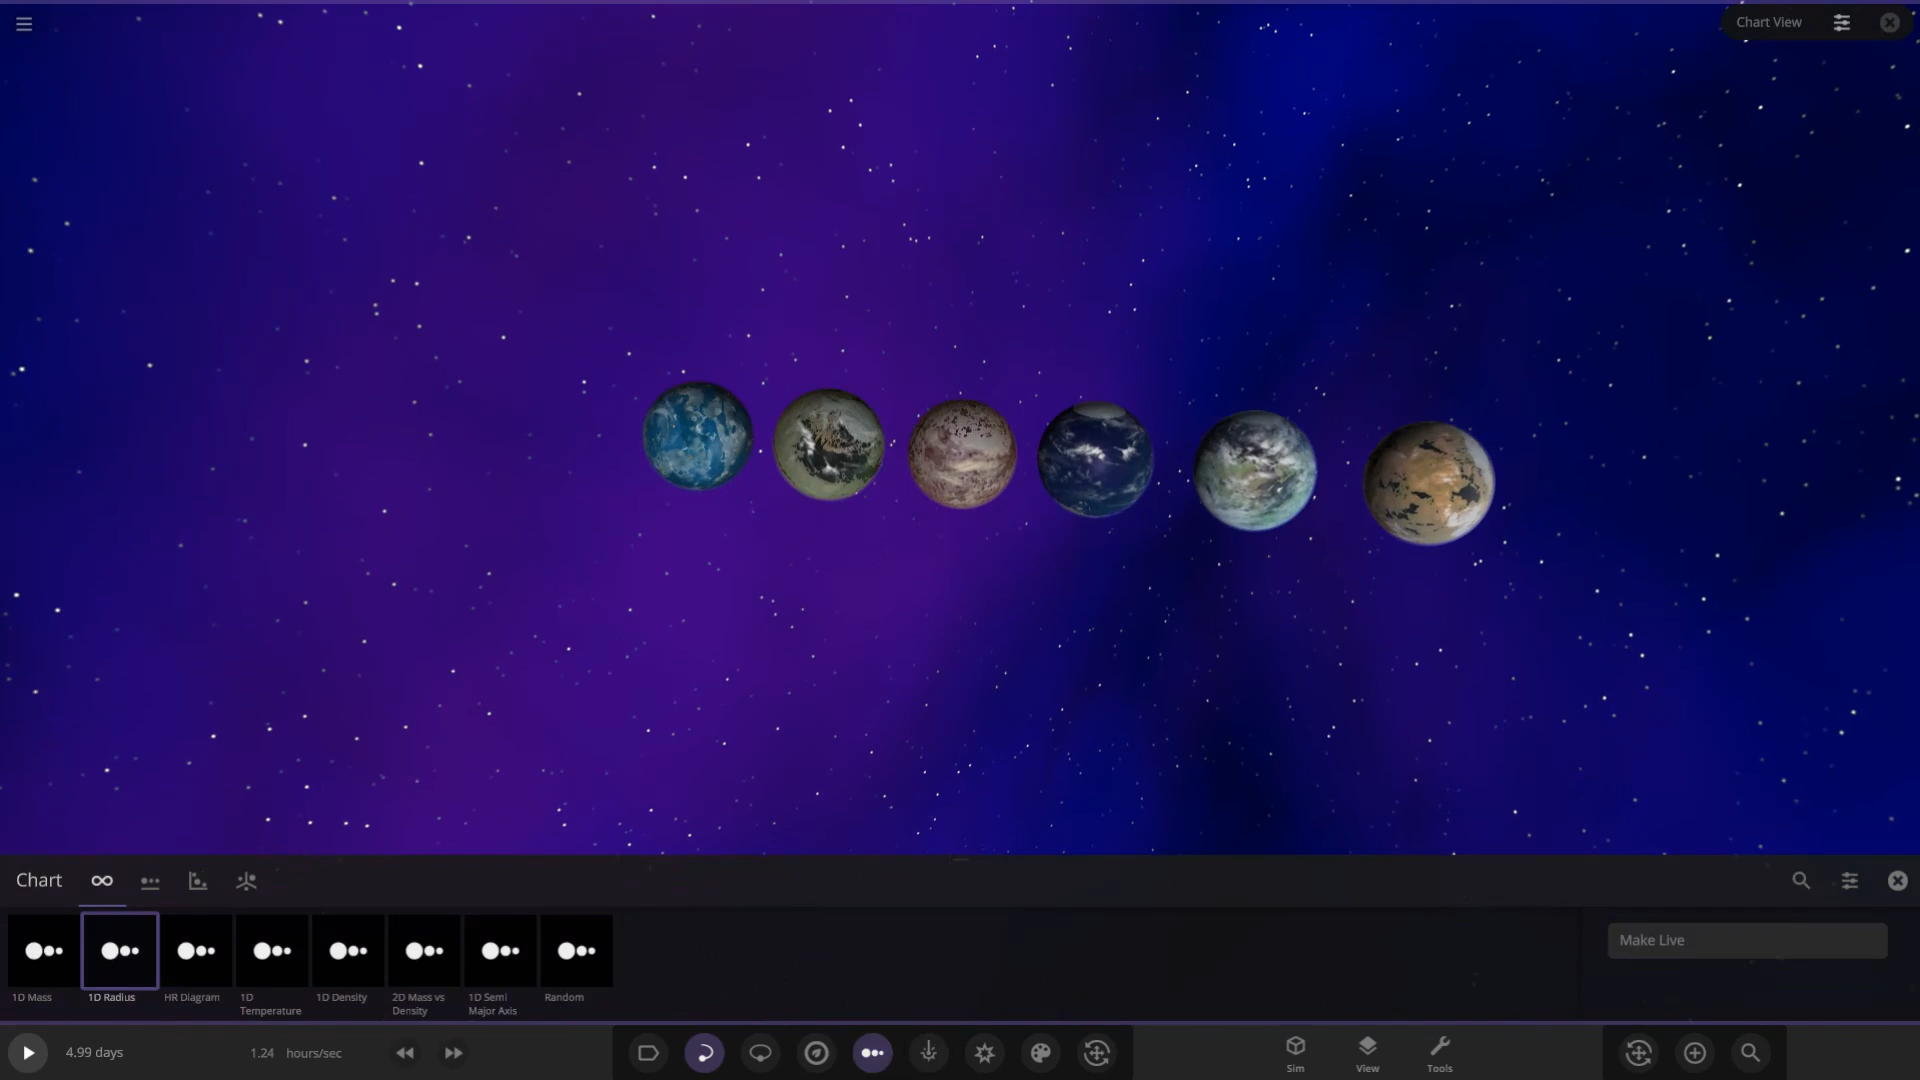 Chart View
Chart
Make Live
1D Mass
1D Radius
HR Diagram
1D
Temperature
1D Density
2D Mass vs
Density
1D Semi
Major Axis
Random
4.99 days
1.24 hours/sec
Sim
View
Tools